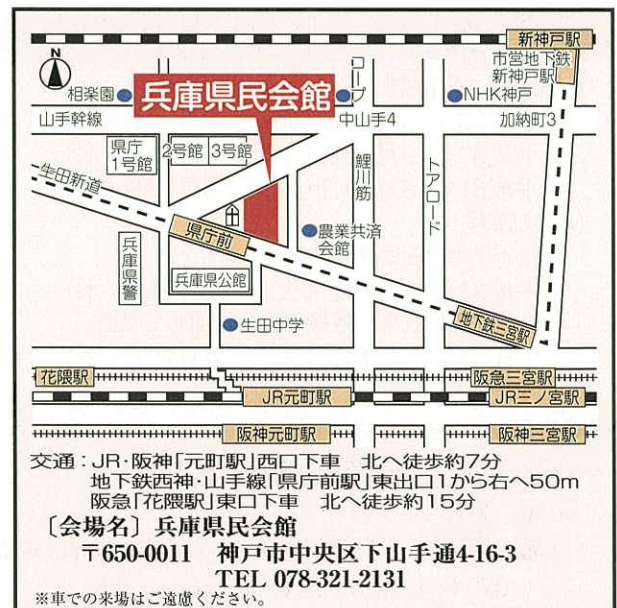 新神戸駅
市営地下鉄
新神戸駅
N
相楽園
兵庫県民会館
コープ
NHK神戸
山手幹線
中山手4
加納町3
県庁
1号館
2号館
3号館
生田新道
鯉川筋
トアロード
県庁前
農業共済
会館
兵庫県警
兵庫県公館
生田中学
地下鉄三宮駅
花隈駅
阪急三宮駅
JR元町駅
JR三ノ宮駅
阪神元町駅
阪神三宮駅
交通：JR・阪神「元町駅」西口下車 北へ徒歩約7分
地下鉄西神・山手線「県庁前駅」東出口1から右へ50m
阪急「花隈駅」東口下車 北へ徒歩約15分
〔会場名〕兵庫県民会館
〒650-0011 神戸市中央区下山手通4-16-3
TEL 078-321-2131
※車での来場はご遠慮ください。